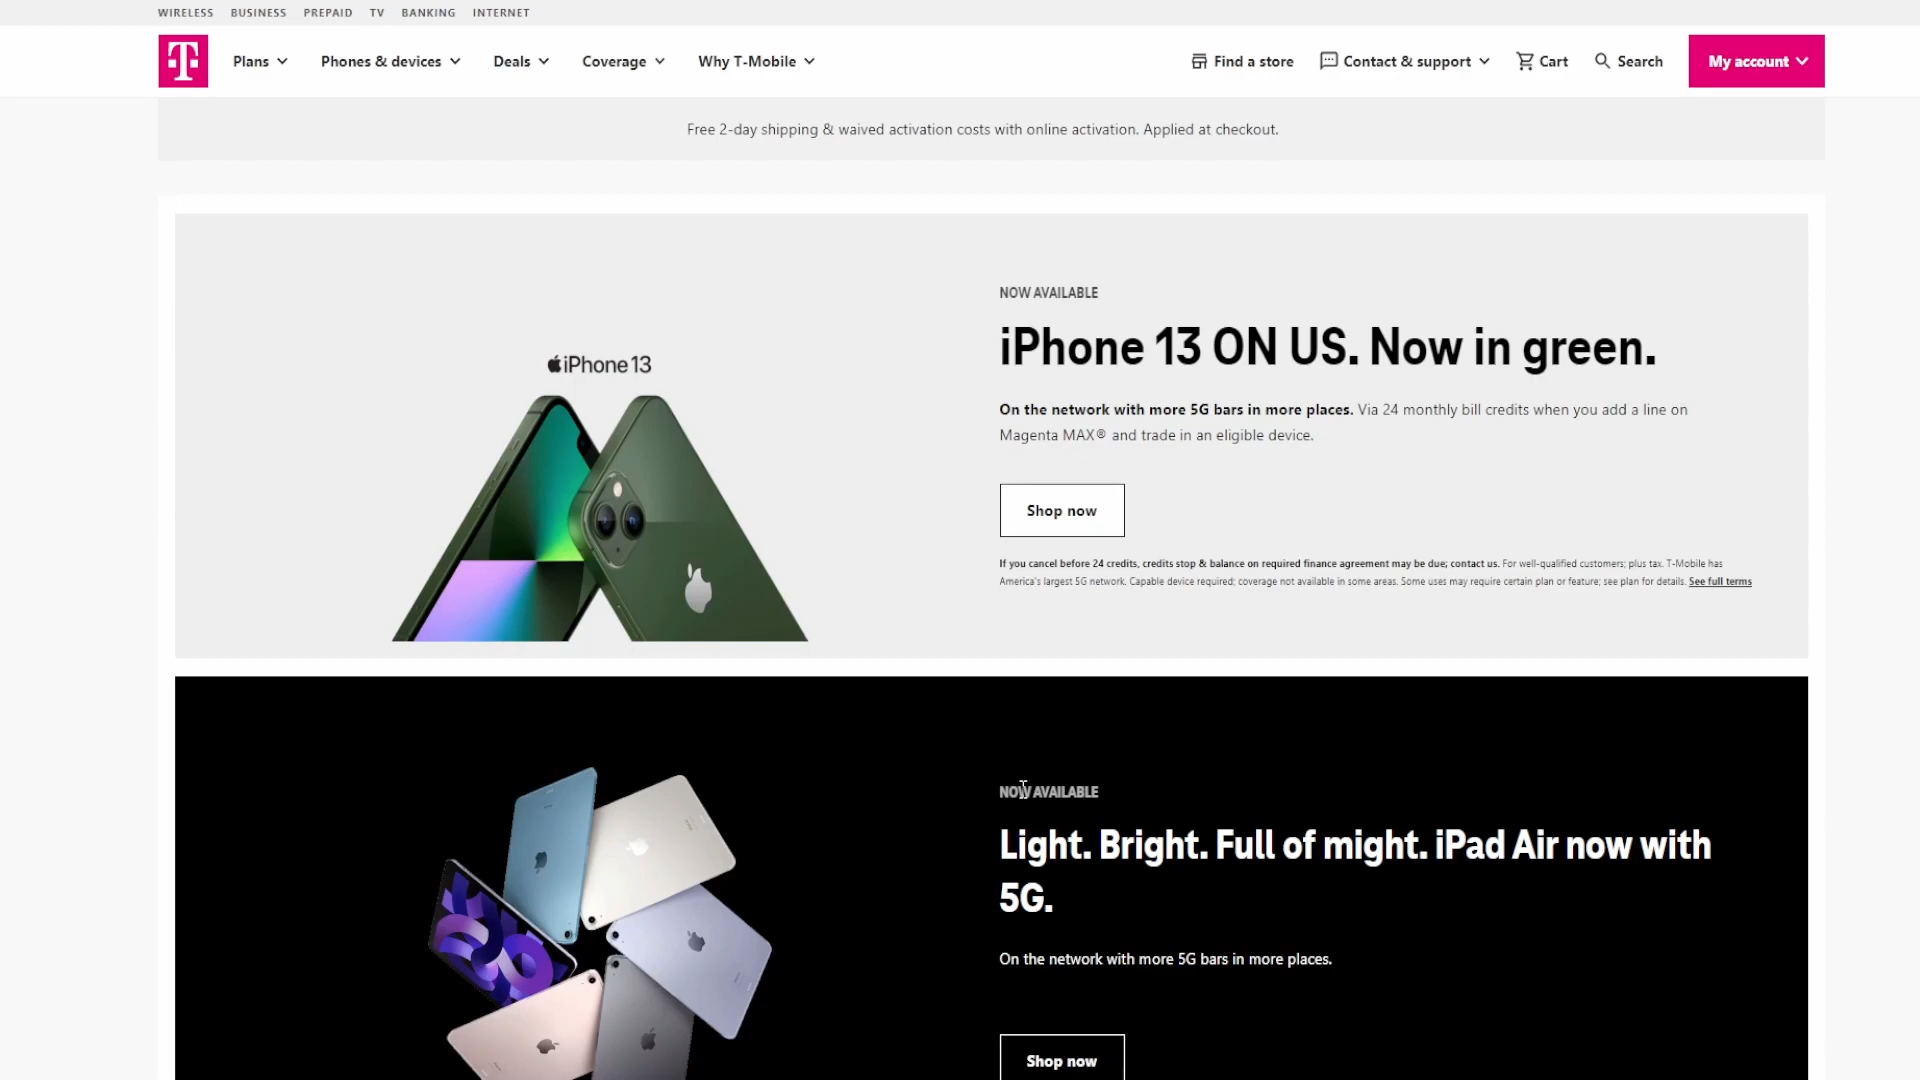 WIRELESS BUSINESS PREPAID TV BANKING INTERNET
T Plans Phones & devices Deals Coverage Why T-Mobile Find a store Contact & support Cart Search My account
Free 2-day shipping & waived activation costs with online activation. Applied at checkout.
iPhone 13
NOW AVAILABLE
iPhone 13 ON US. Now in green.
On the network with more 5G bars in more places. Via 24 monthly bill credits when you add a line on
Magenta MAX® and trade in an eligible device.
Shop now
If you cancel before 24 credits, credits stop & balance on required finance agreement may be due; contact us. For well-qualified customers; plus tax. T-Mobile has
America's largest 5G network. Capable device required; coverage not available in some areas. Some uses may require certain plan or feature; see plan for details. See full terms
NOW AVAILABLE
Light. Bright. Full of might. iPad Air now with
5G.
On the network with more 5G bars in more places.
Shop now